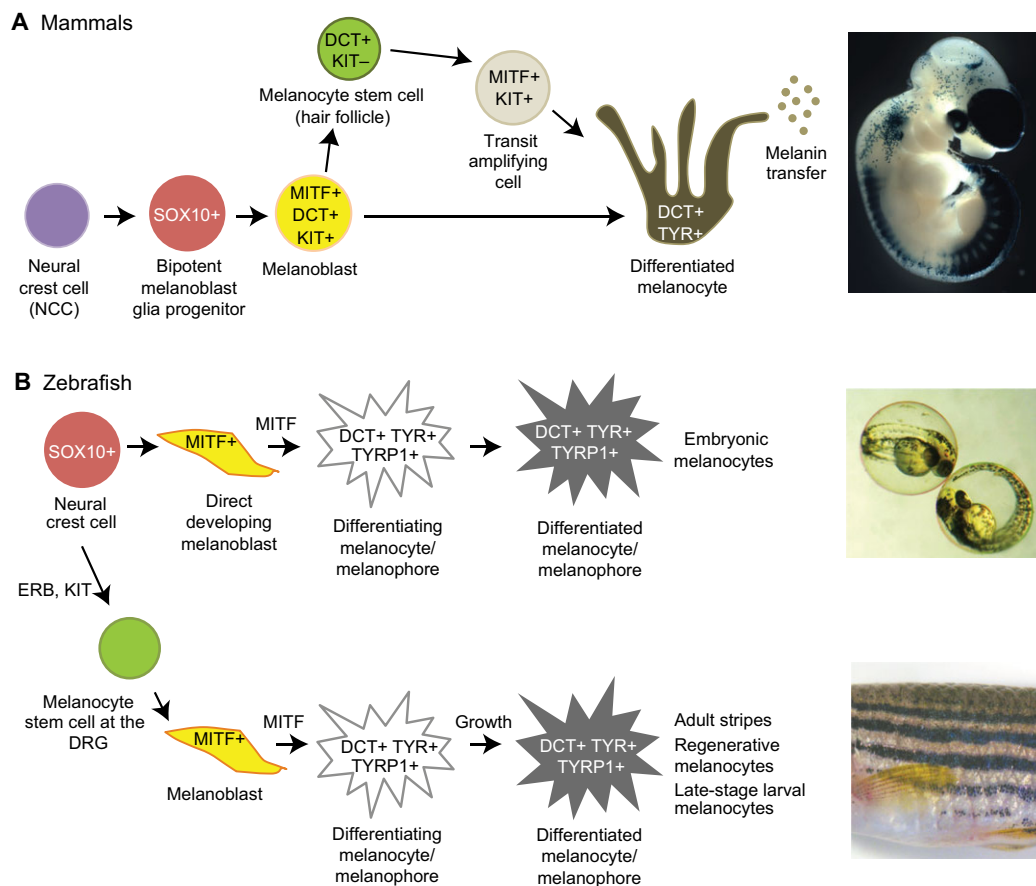 A Mammals
DCT+
KIT–
Melanocyte stem cell
(hair follicle)
MITF+
KIT+
Transit
amplifying
cell
Melanin
transfer
SOX10+
MITF+
DCT+
KIT+
DCT+
TYR+
Neural
crest cell
(NCC)
Bipotent
melanoblast
glia progenitor
Melanoblast
Differentiated
melanocyte
B Zebrafish
SOX10+
MITF+
MITF
DCT+ TYR+
TYRP1+
DCT+ TYR+
TYRP1+
Embryonic
melanocytes
Neural
crest cell
Direct
developing
melanoblast
Differentiating
melanocyte/
melanophore
Differentiated
melanocyte/
melanophore
ERB, KIT
Melanocyte
stem cell at the
DRG
MITF+
Melanoblast
MITF
DCT+ TYR+
TYRP1+
Growth
DCT+ TYR+
TYRP1+
Adult stripes
Regenerative
melanocytes
Late-stage larval
melanocytes
Differentiating
melanocyte/
melanophore
Differentiated
melanocyte/
melanophore